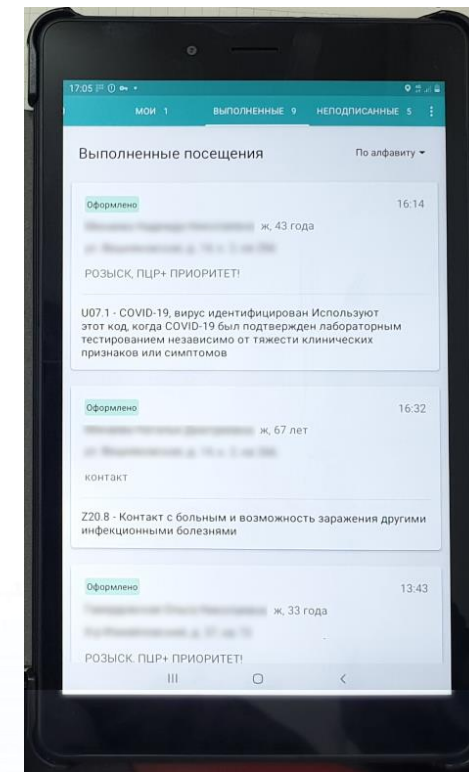 17:05
МОИ 1 ВЫПОЛНЕННЫЕ 9 НЕПОДПИСАННЫЕ 5
Выполненные посещения По алфавиту
Оформлено 16:14
ж, 43 года
РОЗЫСК, ПЦР+ ПРИОРИТЕТ!
U07.1 - COVID-19, вирус идентифицирован Используют
этот код, когда COVID-19 был подтвержден лабораторным
тестированием независимо от тяжести клинических
признаков или симптомов
Оформлено 16:32
ж, 67 лет
контакт
Z20.8 - Контакт с больным и возможность заражения другими
инфекционными болезнями
Оформлено 13:43
ж, 33 года
РОЗЫСК, ПЦР+ ПРИОРИТЕТ!